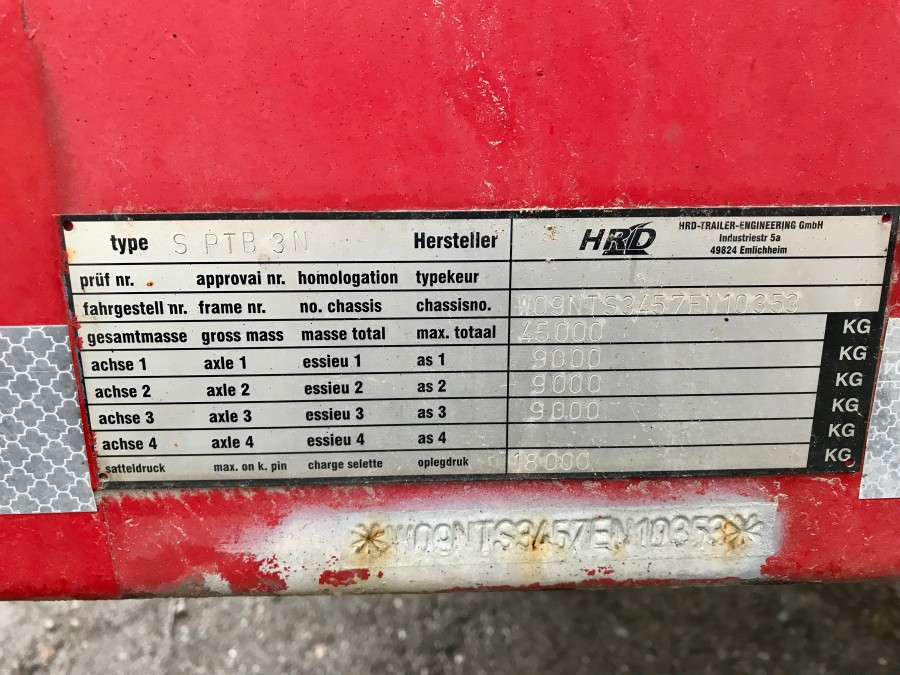 type S PTB 3N Hersteller HRD HRD-TRAILER-ENGINEERING GmbH
Industriestr 5a
49824 Emlichheim
prüf nr. approvai nr. homologation typekeur
fahrgestell nr. frame nr. no. chassis chassisno. W09NTS3457EN10353
gesamtmasse gross mass masse total max. totaal 45000 KG
achse 1 axle 1 essieu 1 as 1 9000 KG
achse 2 axle 2 essieu 2 as 2 9000 KG
achse 3 axle 3 essieu 3 as 3 9000 KG
achse 4 axle 4 essieu 4 as 4 KG
satteldruck max. on k. pin charge selette oplegdruk 18000 KG
*W09NTS3457EN10353*